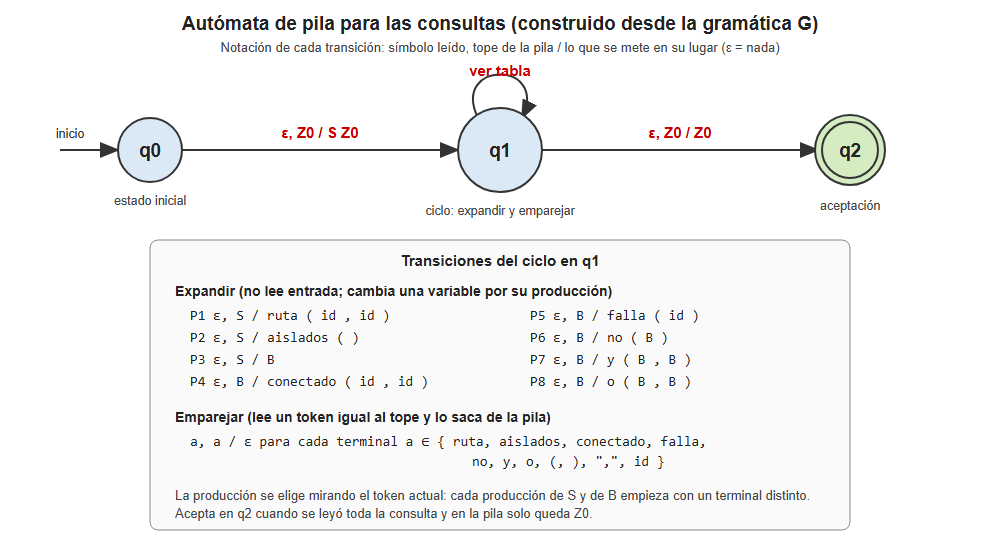 Autómata de pila para las consultas (construido desde la gramática G)
Notación de cada transición: símbolo leído, tope de la pila / lo que se mete en su lugar (ε = nada)
ver tabla
inicio
q0
ε, Z0 / S Z0
q1
ε, Z0 / Z0
q2
estado inicial
ciclo: expandir y emparejar
aceptación
Transiciones del ciclo en q1
Expandir (no lee entrada; cambia una variable por su producción)
P1 ε, S / ruta ( id , id )
P2 ε, S / aislados ( )
P3 ε, S / B
P4 ε, B / conectado ( id , id )
P5 ε, B / falla ( id )
P6 ε, B / no ( B )
P7 ε, B / y ( B , B )
P8 ε, B / o ( B , B )
Emparejar (lee un token igual al tope y lo saca de la pila)
a, a / ε para cada terminal a ∈ { ruta, aislados, conectado, falla,
no, y, o, (, ), ",", id }
La producción se elige mirando el token actual: cada producción de S y de B empieza con un terminal distinto.
Acepta en q2 cuando se leyó toda la consulta y en la pila solo queda Z0.